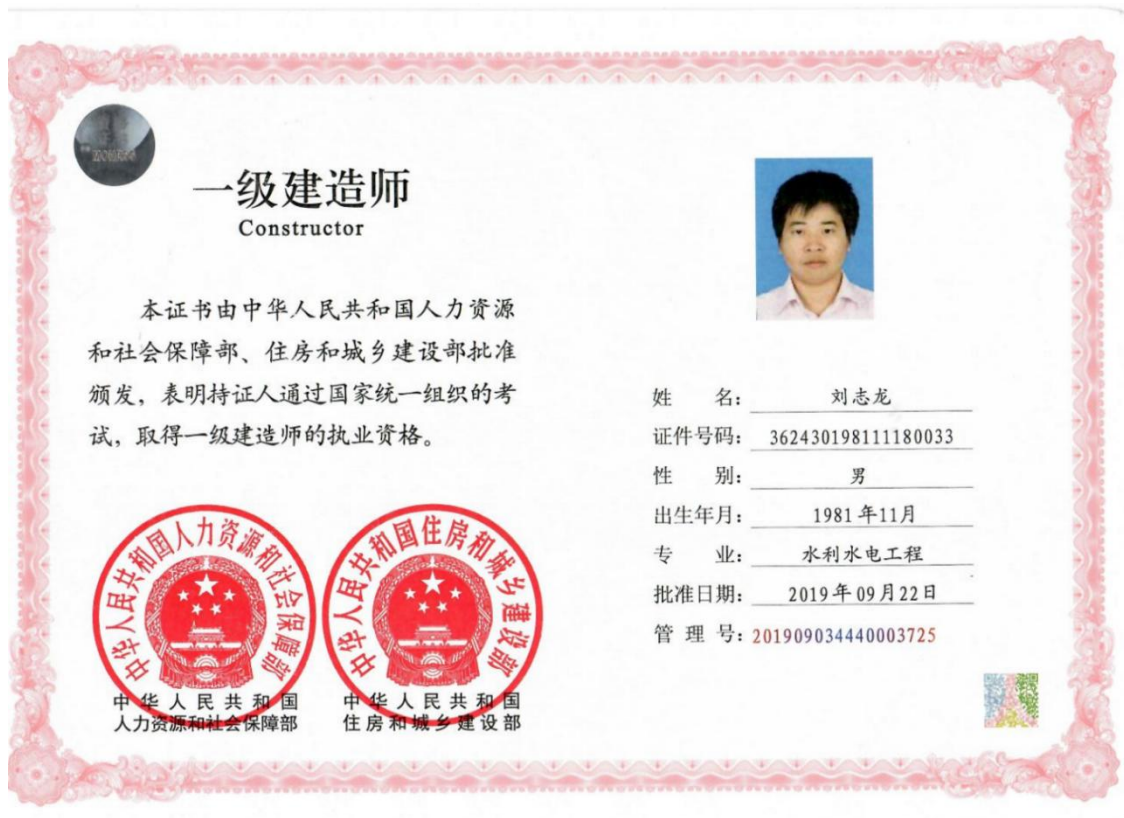 一级建造师
Constructor
本证书由中华人民共和国人力资源
和社会保障部、住房和城乡建设部批准
颁发，表明持证人通过国家统一组织的考
试，取得一级建造师的执业资格。
中华人民共和国人力资源和社会保障部
中华人民共和国住房和城乡建设部
中华人民共和国
人力资源和社会保障部
中华人民共和国
住房和城乡建设部
姓 名： 刘志龙
证件号码： 362430198111180033
性 别： 男
出生年月： 1981年11月
专 业： 水利水电工程
批准日期： 2019年09月22日
管 理 号：201909034440003725